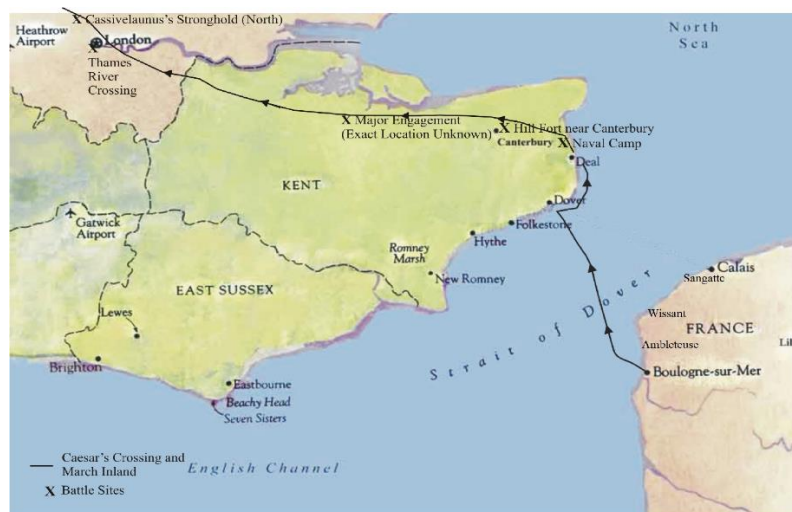 Heathrow
Airport
X Cassivelaunus's Stronghold (North)
London
X
Thames
River
Crossing
North
Sea
X Major Engagement
(Exact Location Unknown)
X Hill Fort near Canterbury
Canterbury
X Naval Camp
Deal
KENT
Dover
Gatwick
Airport
Folkestone
Hythe
Romney
Marsh
New Romney
EAST SUSSEX
Lewes
Brighton
Eastbourne
Beachy Head
Seven Sisters
Strait of Dover
Calais
Sangatte
Wissant
FRANCE
Ambleteuse
Lil
Boulogne-sur-Mer
English Channel
Caesar's Crossing and
March Inland
X Battle Sites